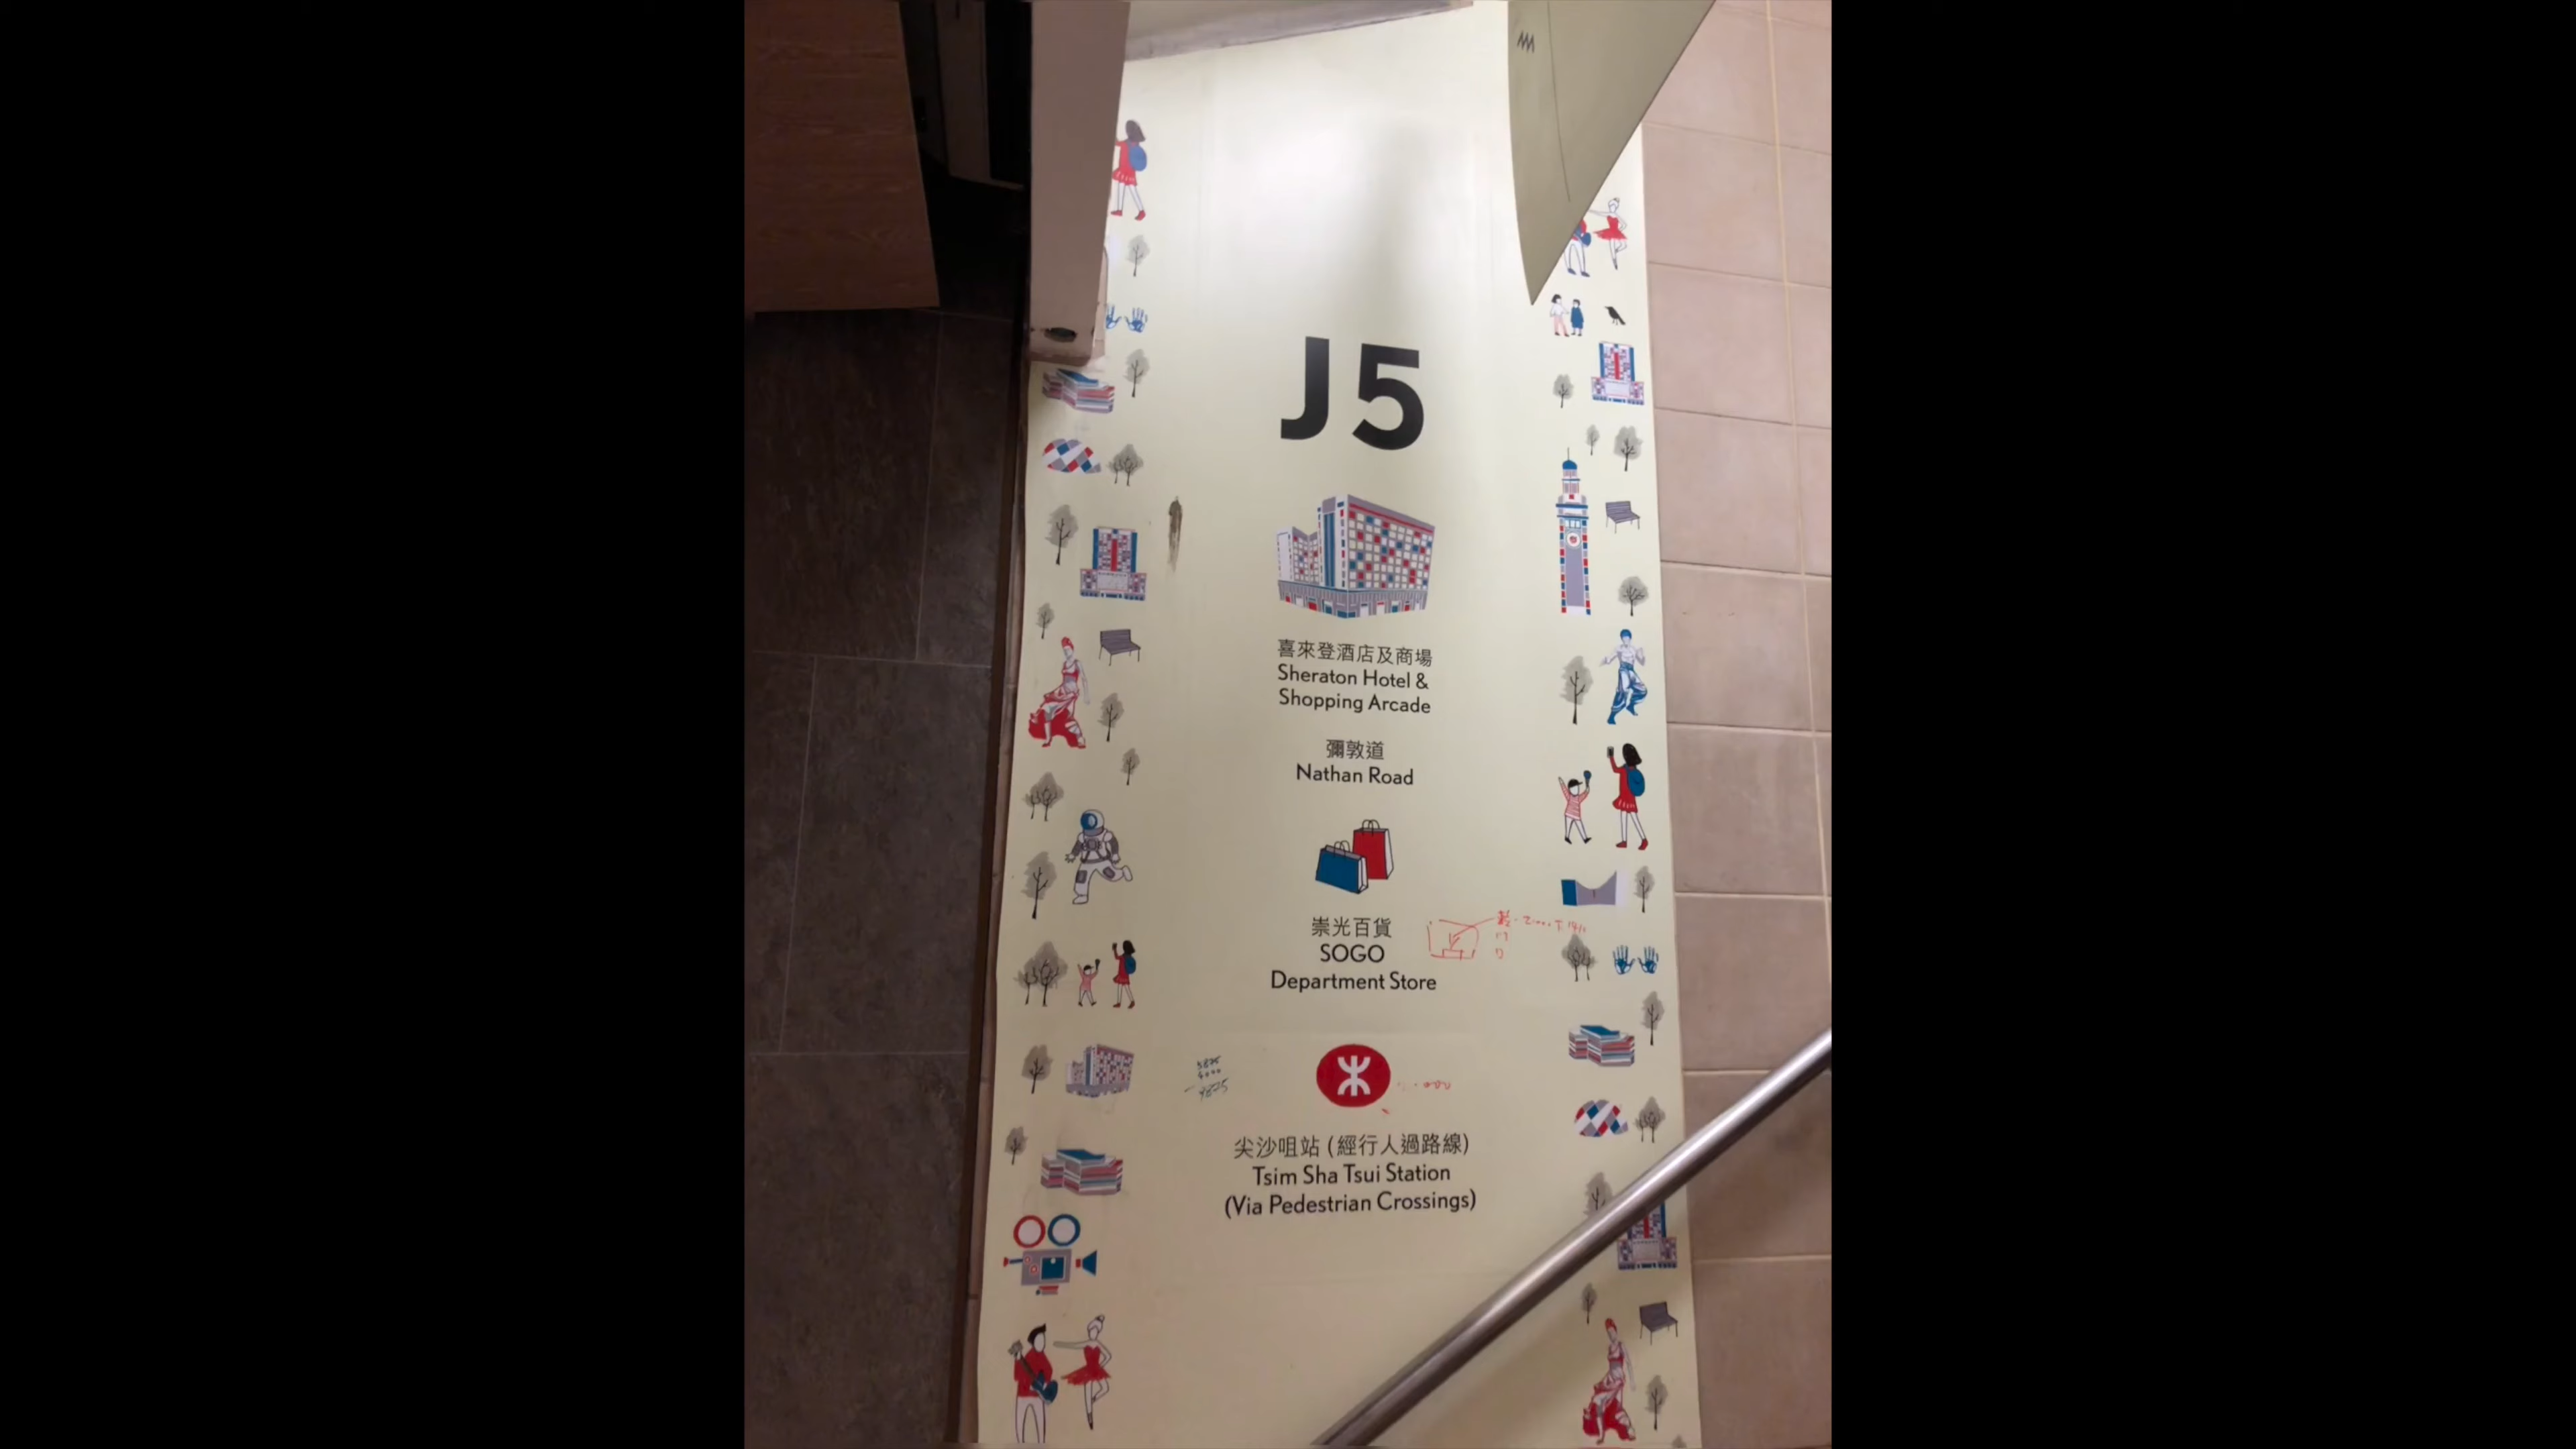 J5
喜來登酒店及商場
Sheraton Hotel &
Shopping Arcade
彌敦道
Nathan Road
崇光百貨
SOGO
Department Store
尖沙咀站 (經行人過路線)
Tsim Sha Tsui Station
(Via Pedestrian Crossings)